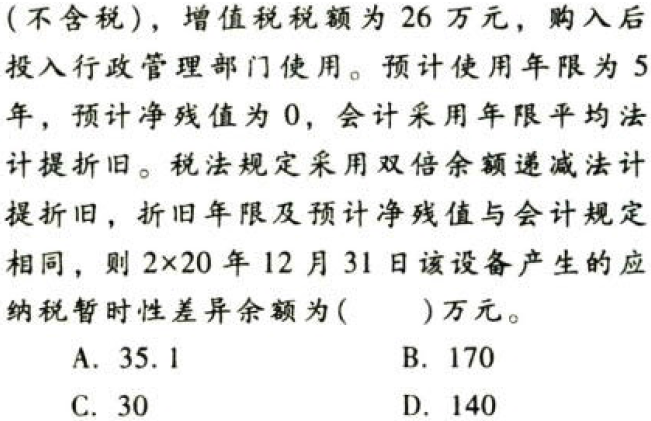 (不含税)，增值税税额为 26 万元，购入后
投入行政管理部门使用。预计使用年限为 5
年，预计净残值为 0，会计采用年限平均法
计提折旧。税法规定采用双倍余额递减法计
提折旧，折旧年限及预计净残值与会计规定
相同，则 2×20 年 12 月 31 日该设备产生的应
纳税暂时性差异余额为(　　)万元。
A. 35. 1 B. 170
C. 30 D. 140